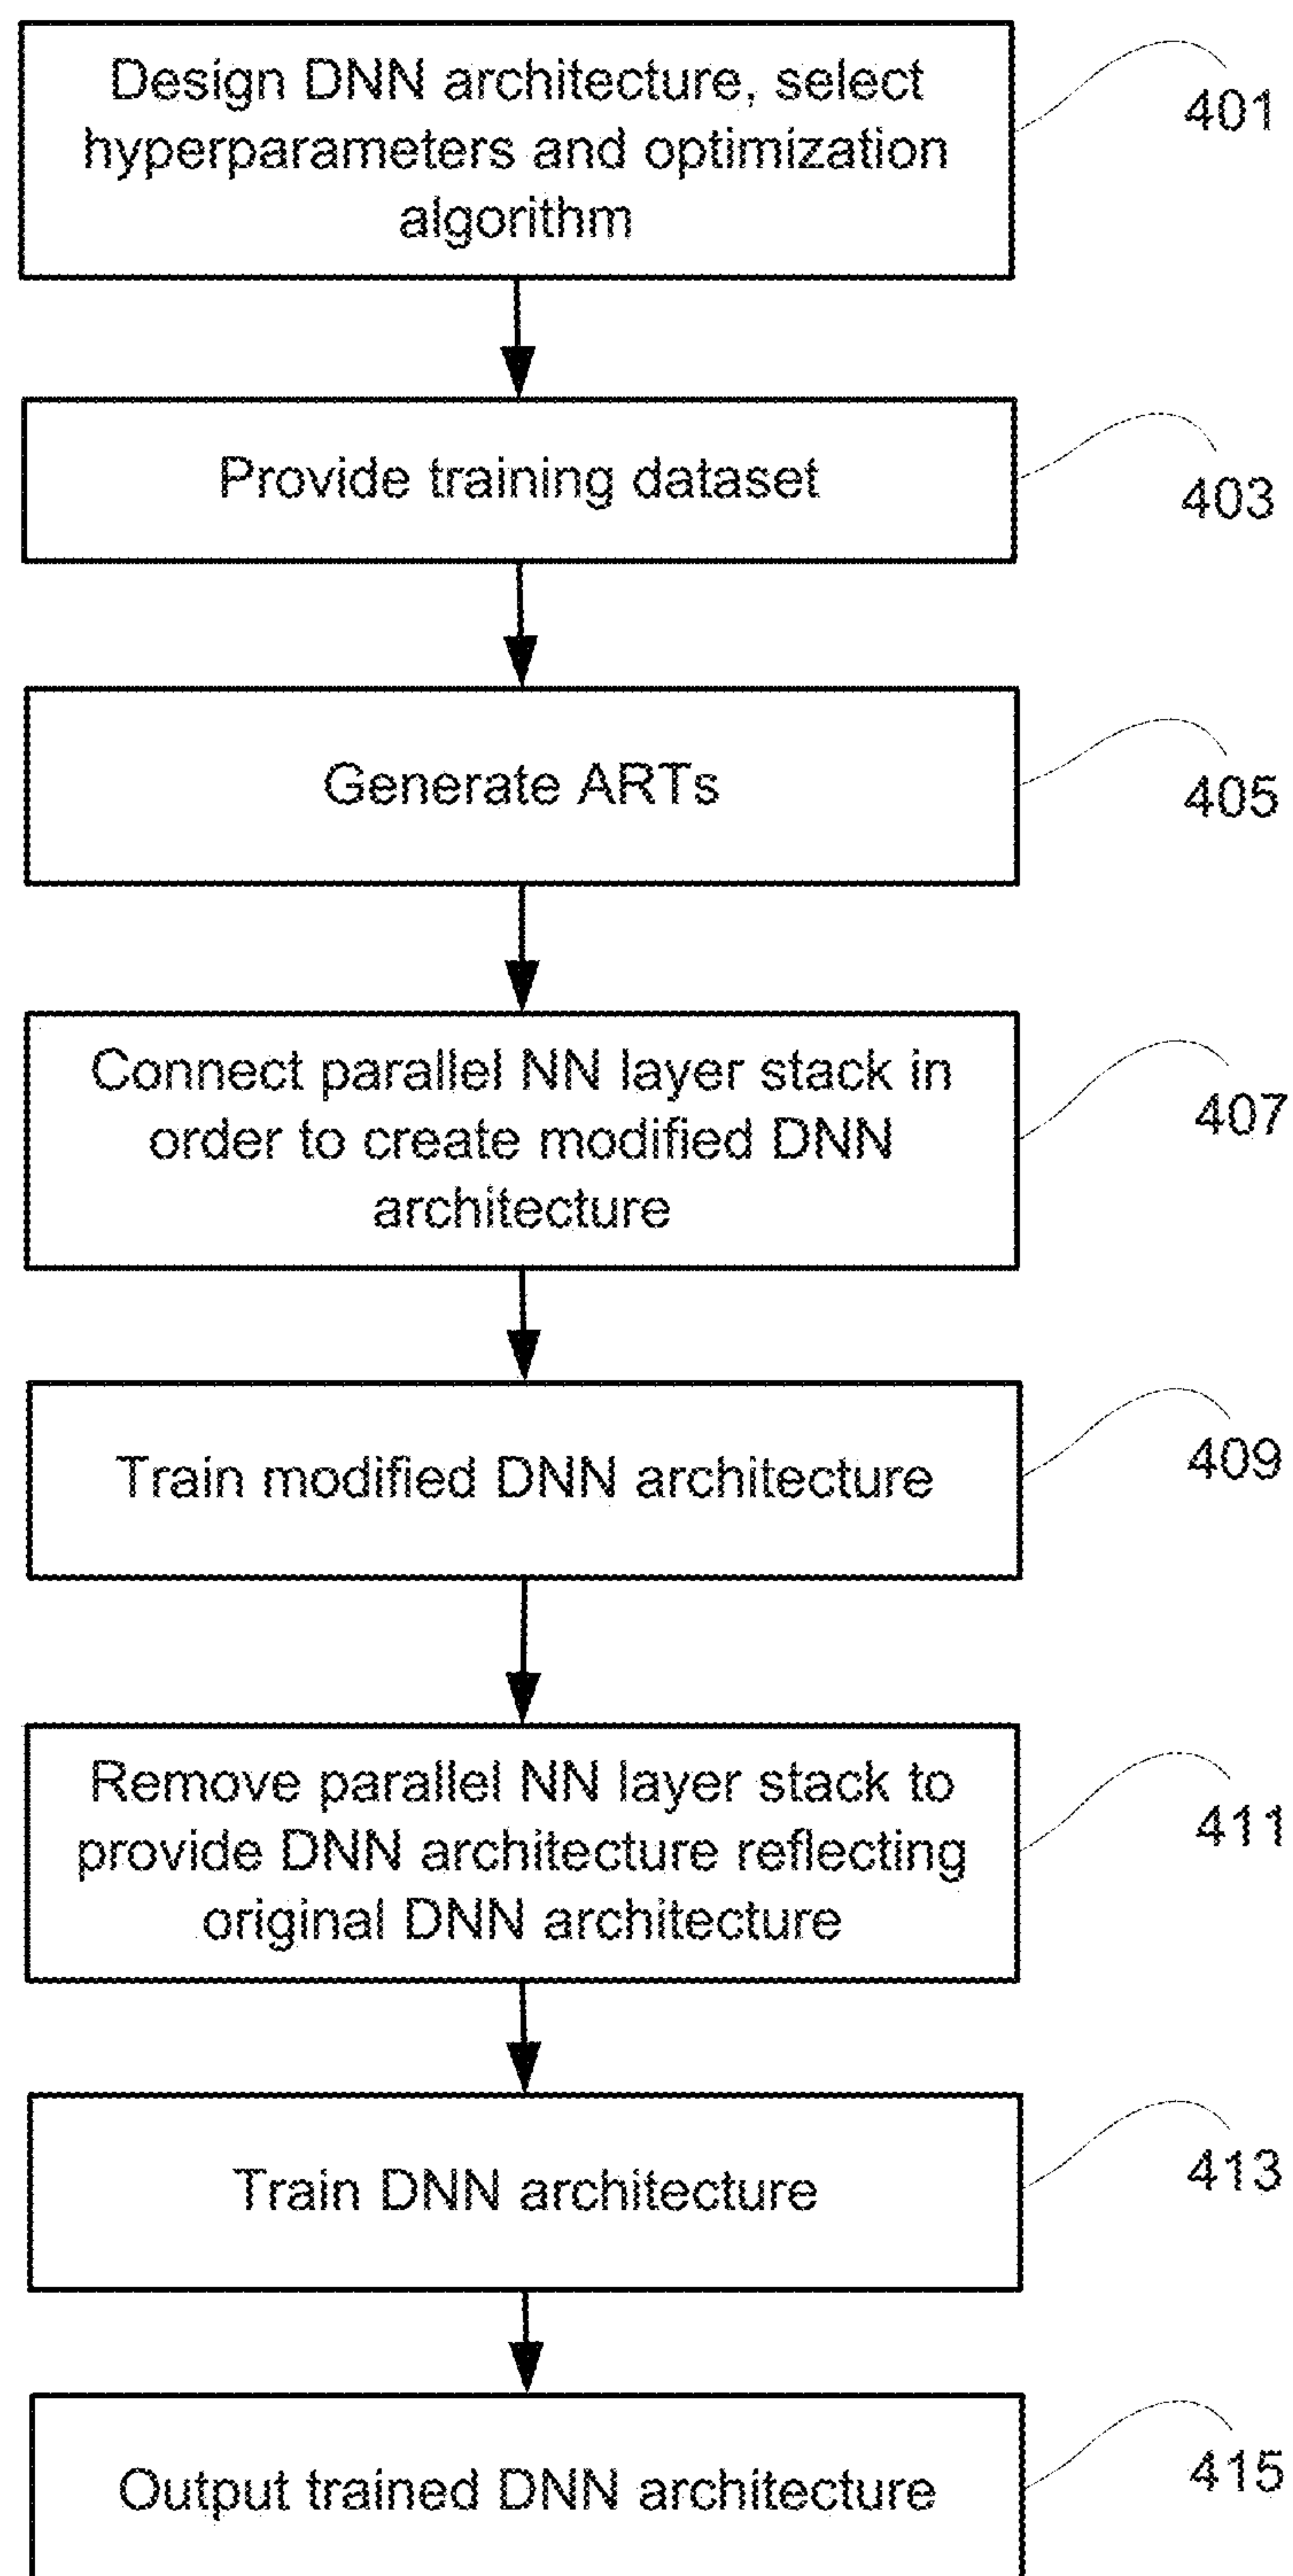 Design DNN architecture, select
hyperparameters and optimization
algorithm
401
Provide training dataset
403
Generate ARTs
405
Connect parallel NN layer stack in
order to create modified DNN
architecture
407
Train modified DNN architecture
409
Remove parallel NN layer stack to
provide DNN architecture reflecting
original DNN architecture
411
Train DNN architecture
413
Output trained DNN architecture
415